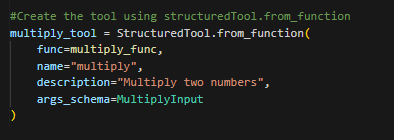 #Create the tool using structuredTool.from_function
multiply_tool = StructuredTool.from_function(
    func=multiply_func,
    name="multiply",
    description="Multiply two numbers",
    args_schema=MultiplyInput
)